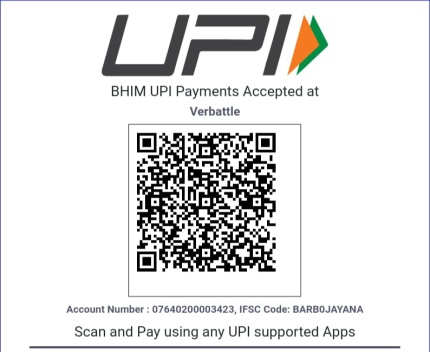 UPI
BHIM UPI Payments Accepted at
Verbattle
Account Number : 07640200003423, IFSC Code: BARB0JAYANA
Scan and Pay using any UPI supported Apps